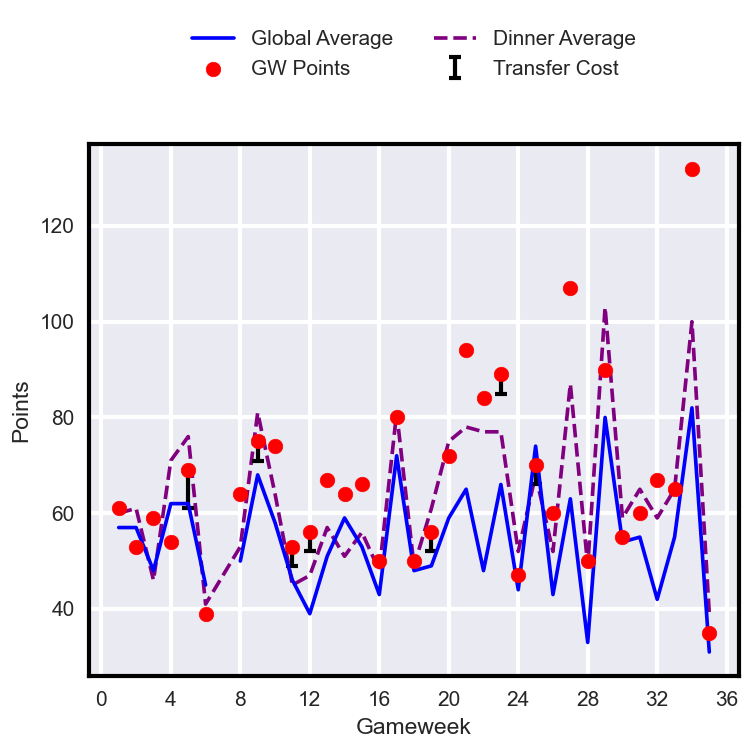 Global Average Dinner Average
GW Points Transfer Cost
120
100
80
60
40
Points
0 4 8 12 16 20 24 28 32 36
Gameweek